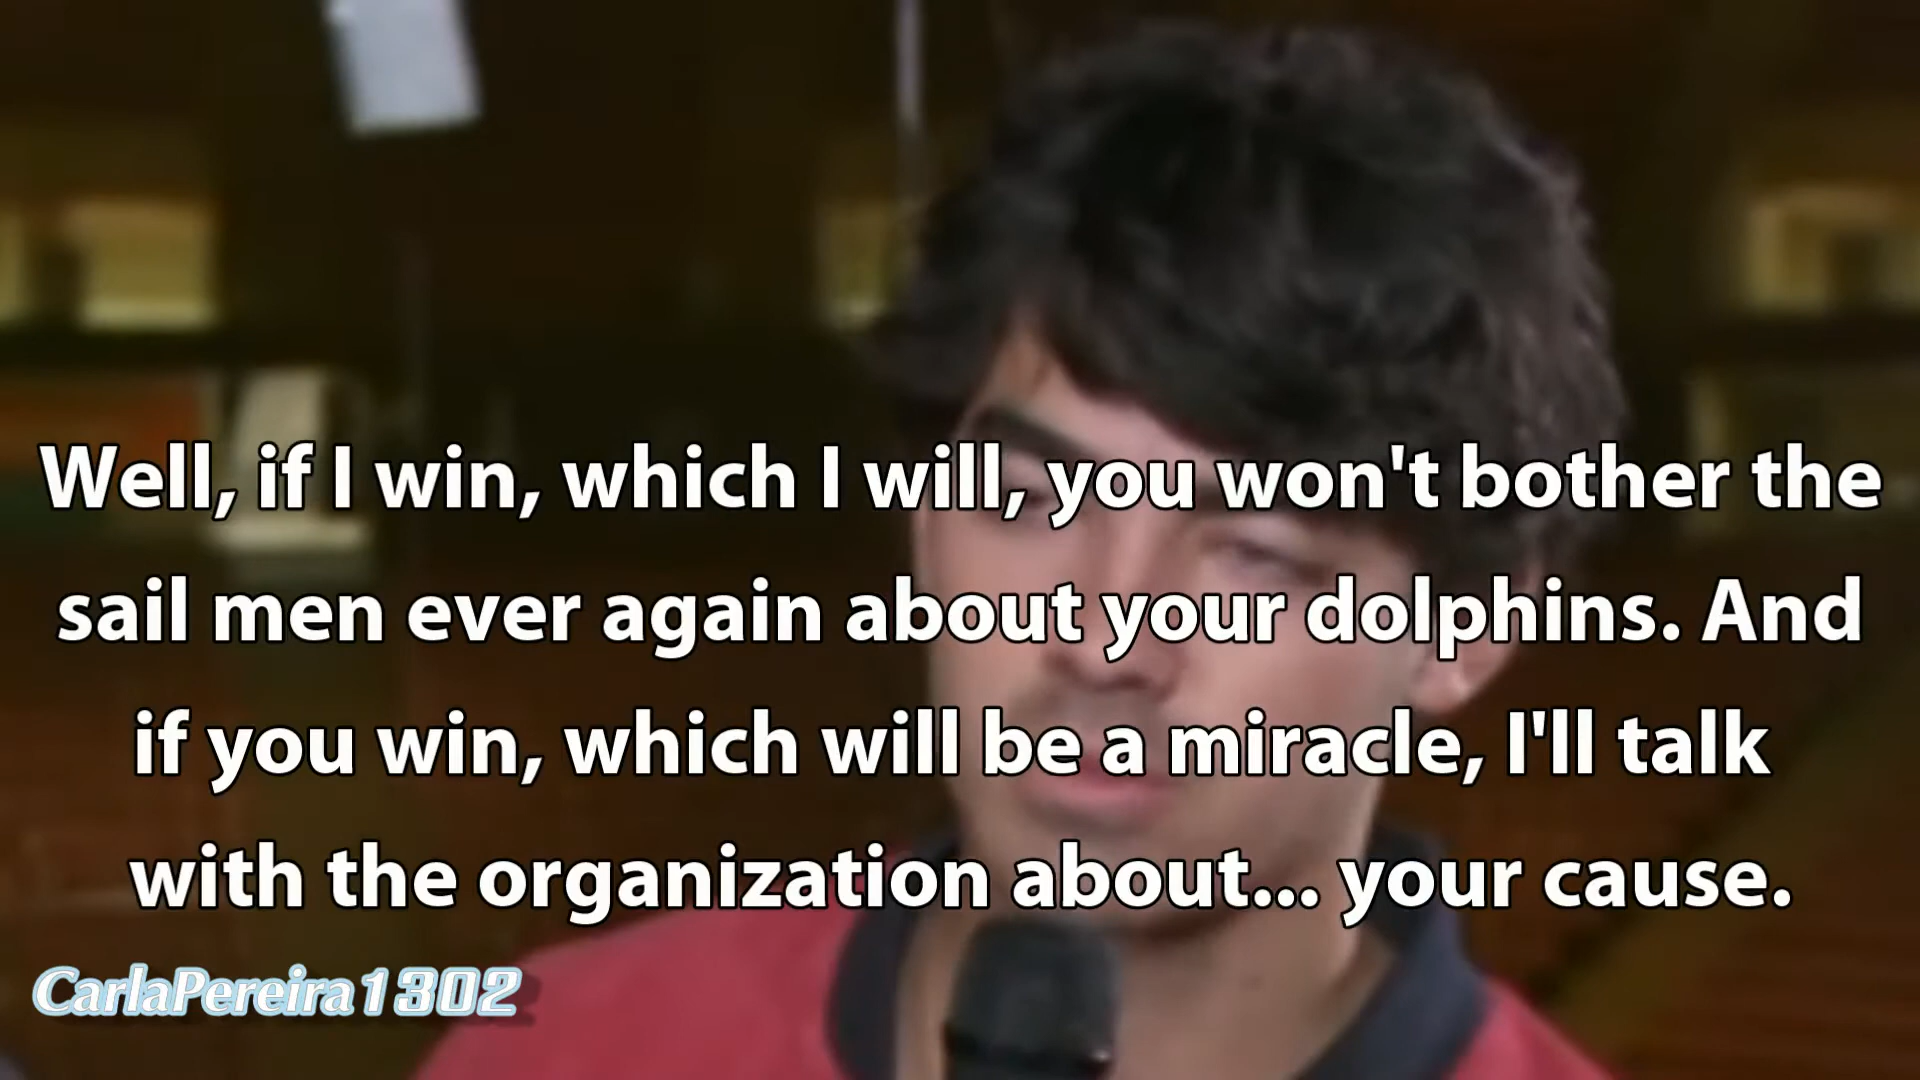 Well, if I win, which I will, you won't bother the
sail men ever again about your dolphins. And
if you win, which will be a miracle, I'll talk
with the organization about... your cause.
CarlaPereira1302